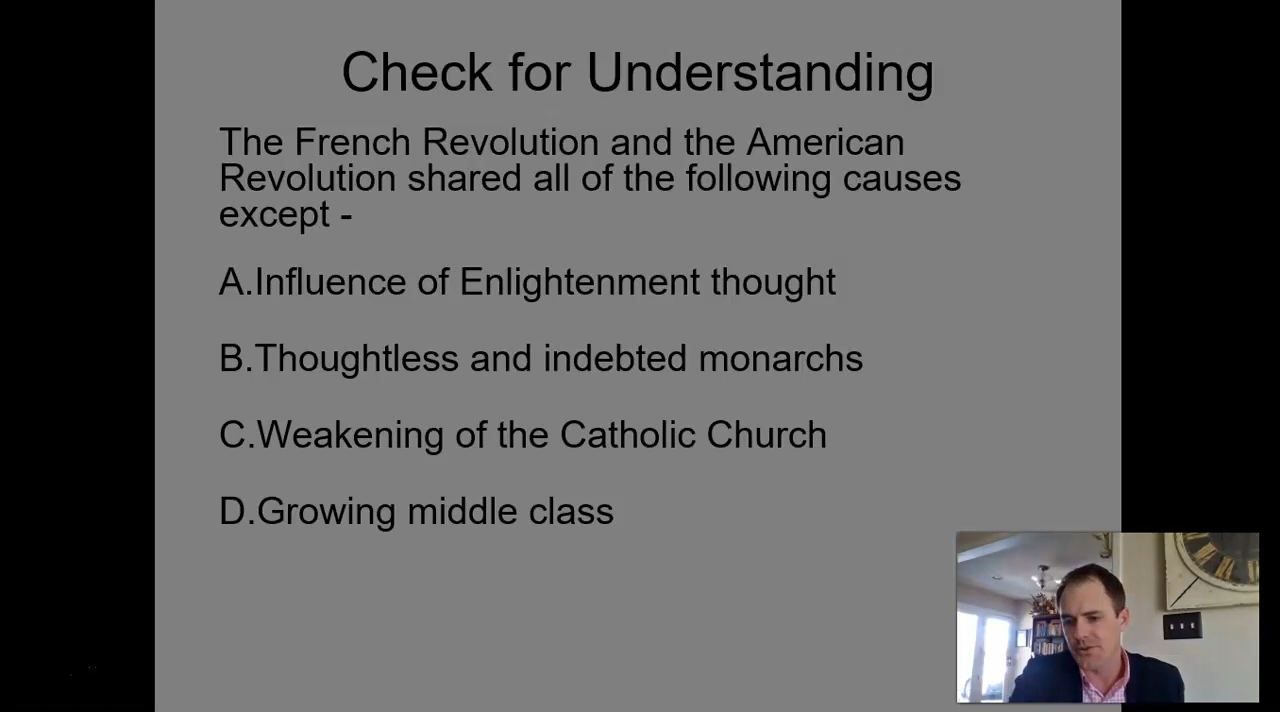 Check for Understanding
The French Revolution and the American
Revolution shared all of the following causes
except -
A.Influence of Enlightenment thought
B.Thoughtless and indebted monarchs
C.Weakening of the Catholic Church
D.Growing middle class